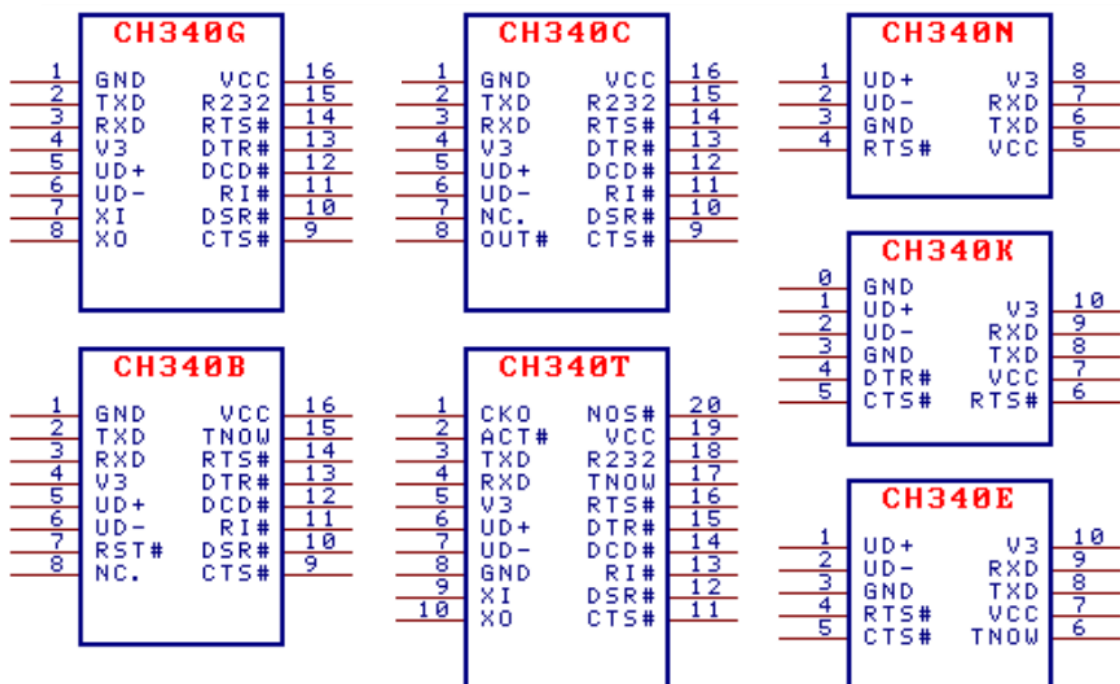 CH340G
1 GND VCC 16
2 TXD R232 15
3 RXD RTS# 14
4 V3 DTR# 13
5 UD+ DCD# 12
6 UD- RI# 11
7 XI DSR# 10
8 XO CTS# 9
CH340C
1 GND VCC 16
2 TXD R232 15
3 RXD RTS# 14
4 V3 DTR# 13
5 UD+ DCD# 12
6 UD- RI# 11
7 NC. DSR# 10
8 OUT# CTS# 9
CH340N
1 UD+ V3 8
2 UD- RXD 7
3 GND TXD 6
4 RTS# VCC 5
CH340K
0 GND
1 UD+ V3 10
2 UD- RXD 9
3 GND TXD 8
4 DTR# VCC 7
5 CTS# RTS# 6
CH340B
1 GND VCC 16
2 TXD TNOW 15
3 RXD RTS# 14
4 V3 DTR# 13
5 UD+ DCD# 12
6 UD- RI# 11
7 RST# DSR# 10
8 NC. CTS# 9
CH340T
1 CKO NOS# 20
2 ACT# VCC 19
3 TXD R232 18
4 RXD TNOW 17
5 V3 RTS# 16
6 UD+ DTR# 15
7 UD- DCD# 14
8 GND RI# 13
9 XI DSR# 12
10 XO CTS# 11
CH340E
1 UD+ V3 10
2 UD- RXD 9
3 GND TXD 8
4 RTS# VCC 7
5 CTS# TNOW 6